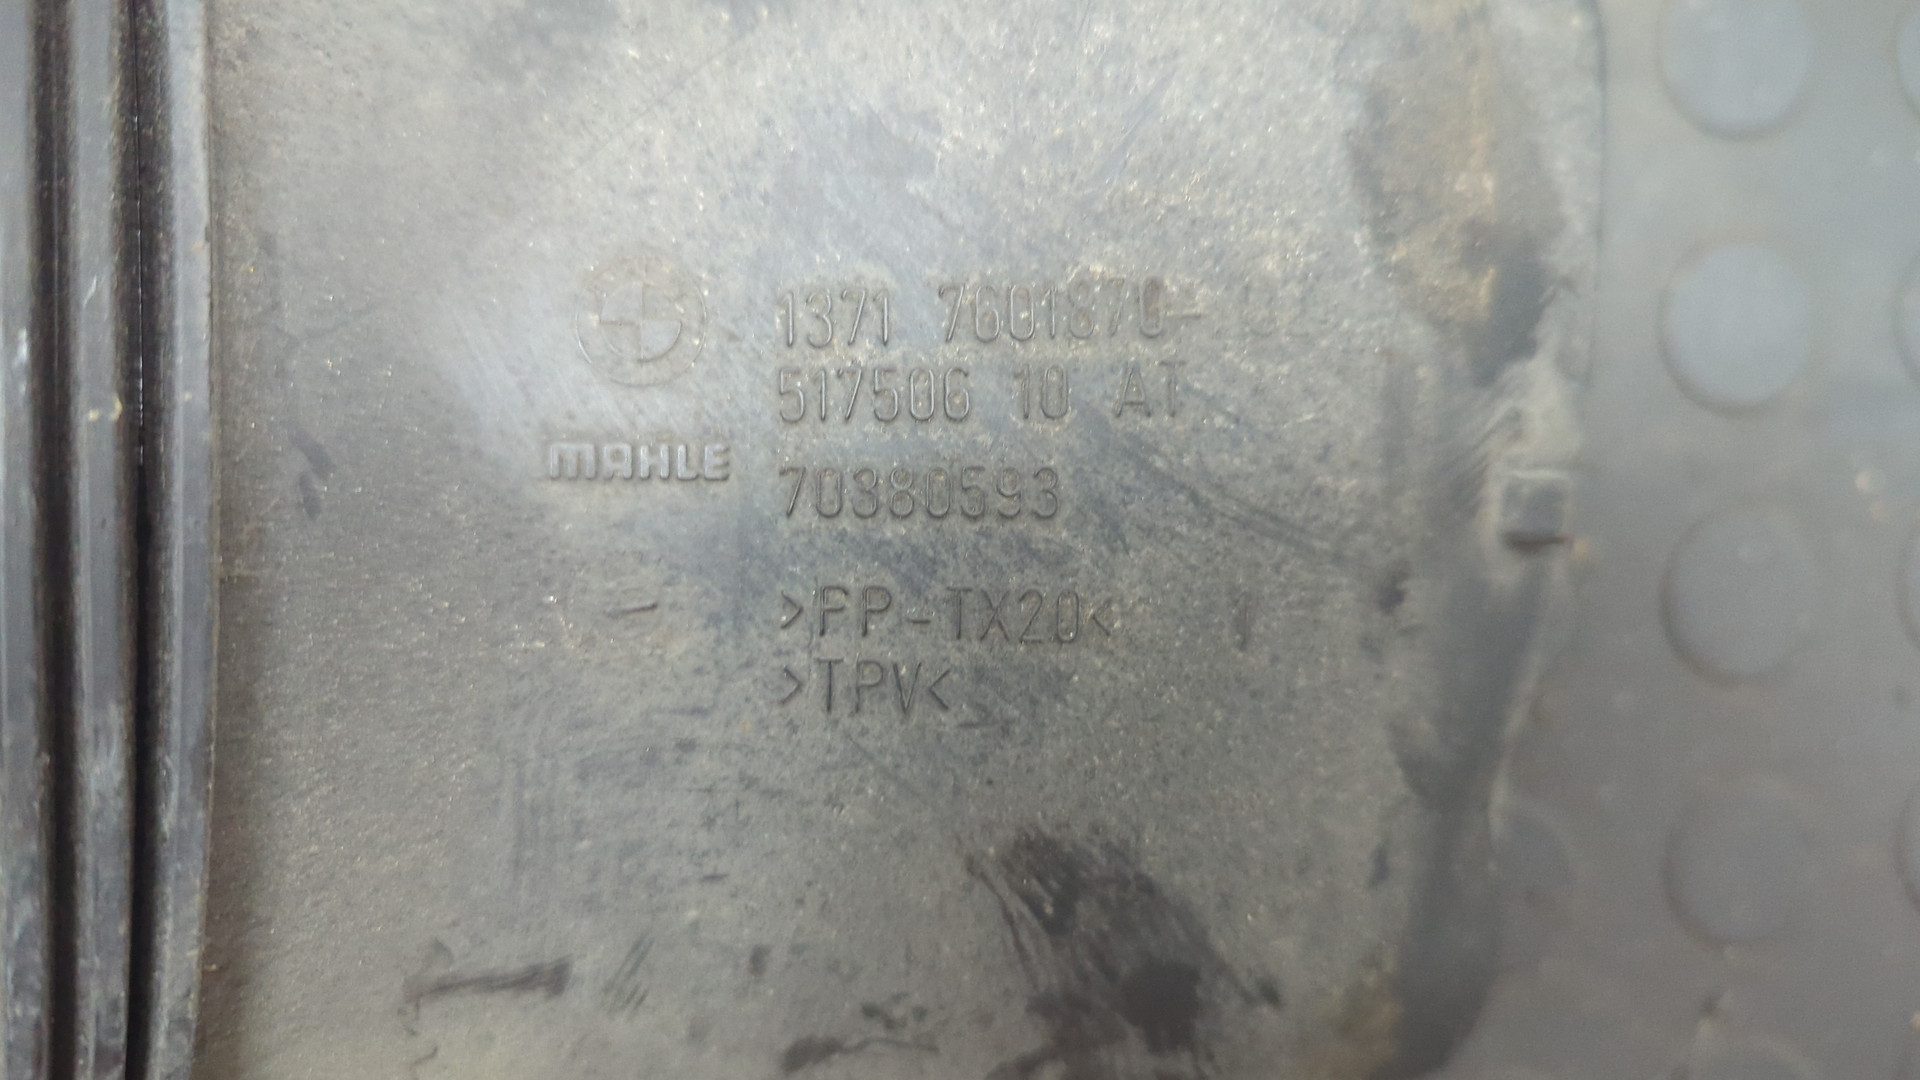 1371 7601870-
517506 10 AT
MAHLE
70380593
>PP-TX20<
>TPV<